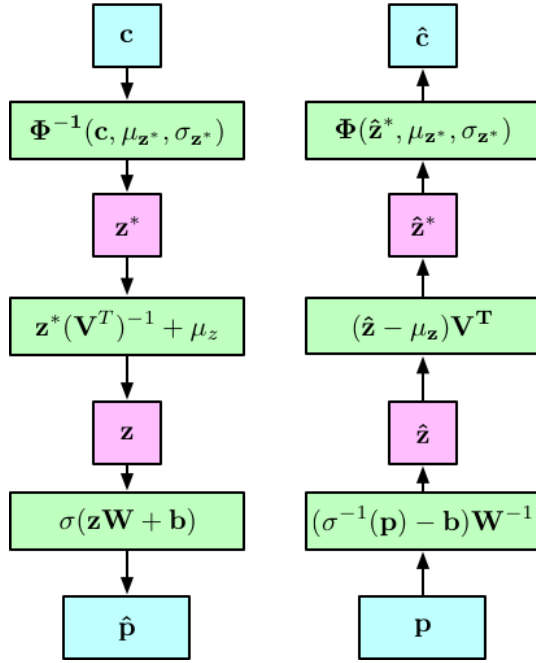 c
Φ⁻¹(c, μ_z*, σ_z*)
z*
z*(Vᵀ)⁻¹ + μ_z
z
σ(zW + b)
p̂
ĉ
Φ(ẑ*, μ_z*, σ_z*)
ẑ*
(ẑ − μ_z)Vᵀ
ẑ
(σ⁻¹(p) − b)W⁻¹
p